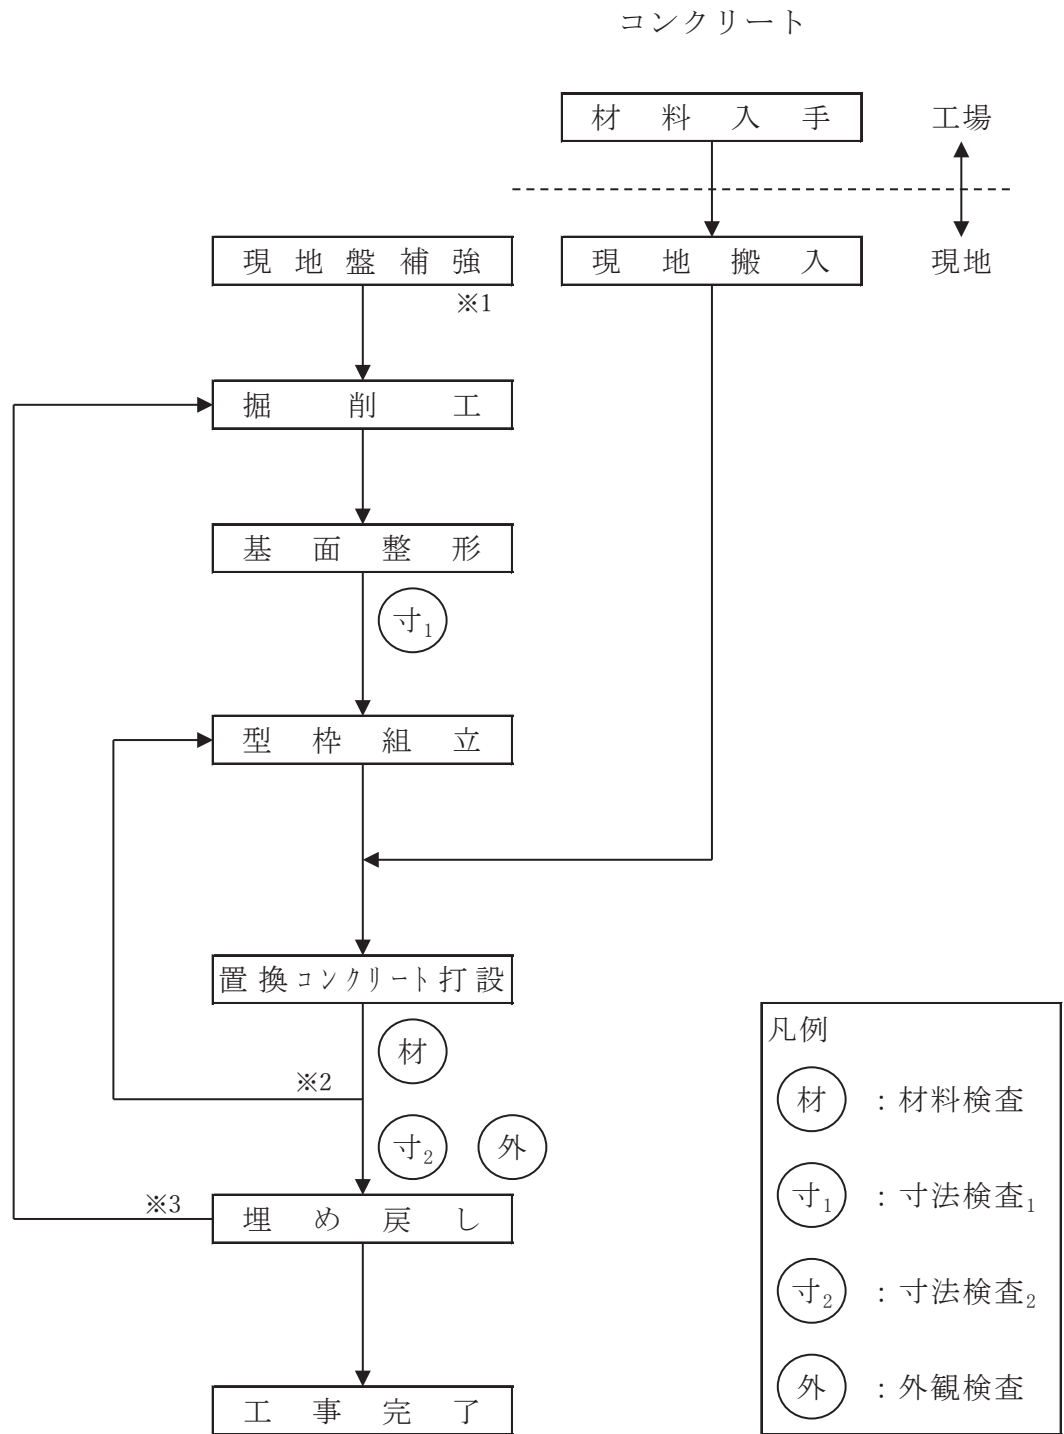 コンクリート
材料入手
工場
現地盤補強
現地搬入
現地
※1
掘削工
基面整形
寸1
型枠組立
置換コンクリート打設
材
※2
寸2
外
※3
埋め戻し
工事完了
凡例
材 : 材料検査
寸1 : 寸法検査1
寸2 : 寸法検査2
外 : 外観検査